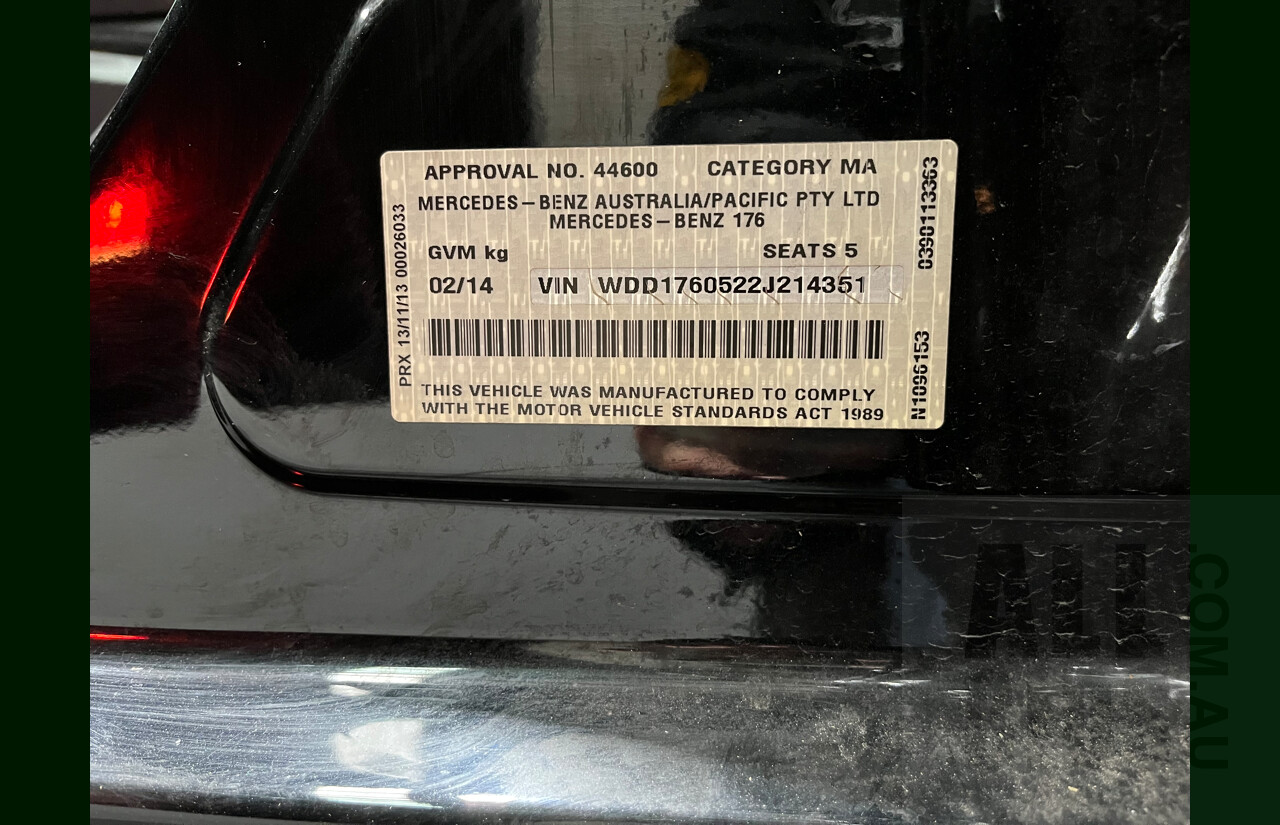 APPROVAL NO. 44600 CATEGORY MA
MERCEDES-BENZ AUSTRALIA/PACIFIC PTY LTD
MERCEDES-BENZ 176
GVM kg SEATS 5
02/14 VIN WDD1760522J214351
THIS VEHICLE WAS MANUFACTURED TO COMPLY
WITH THE MOTOR VEHICLE STANDARDS ACT 1989
PRX 13/11/13 00026033
N1096153 0390113363
ALL
.COM.AU